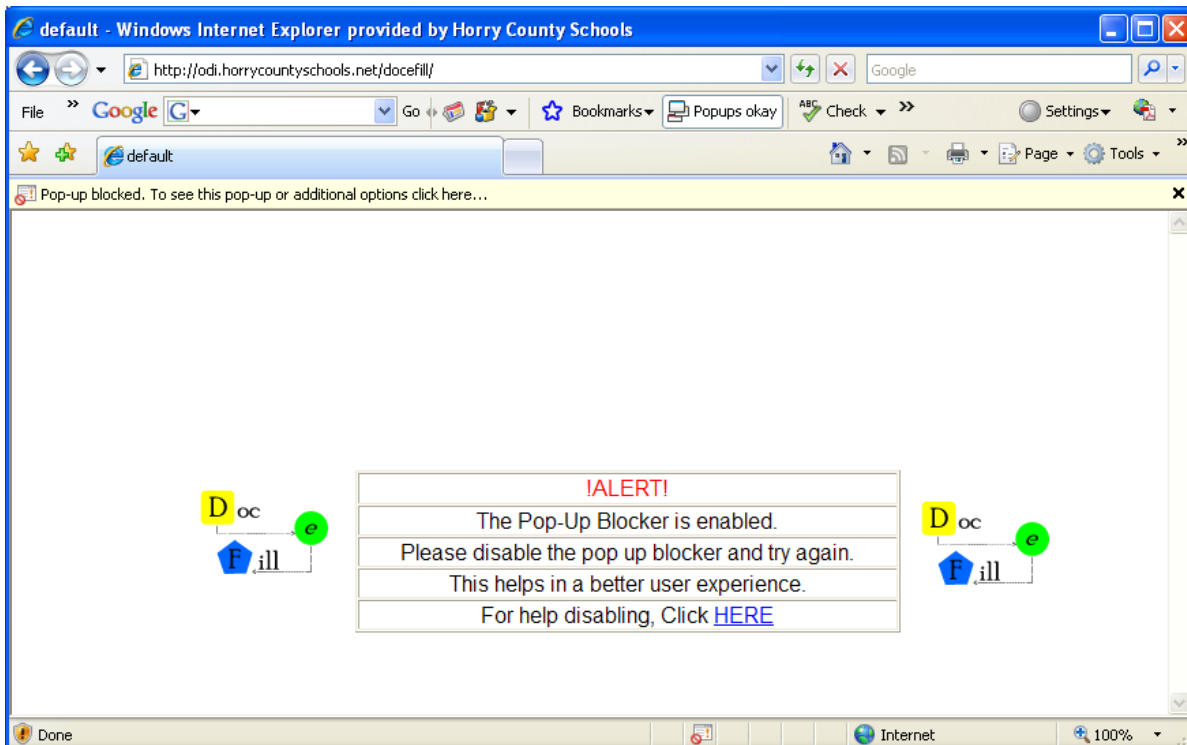 default - Windows Internet Explorer provided by Horry County Schools
http://odi.horrycountyschools.net/docefill/ Google
File » Google G Go Bookmarks Popups okay ABC Check » Settings
default Page Tools »
Pop-up blocked. To see this pop-up or additional options click here...
!ALERT!
The Pop-Up Blocker is enabled.
Please disable the pop up blocker and try again.
This helps in a better user experience.
For help disabling, Click HERE
D oc e
F ill
D oc e
F ill
Done Internet 100%